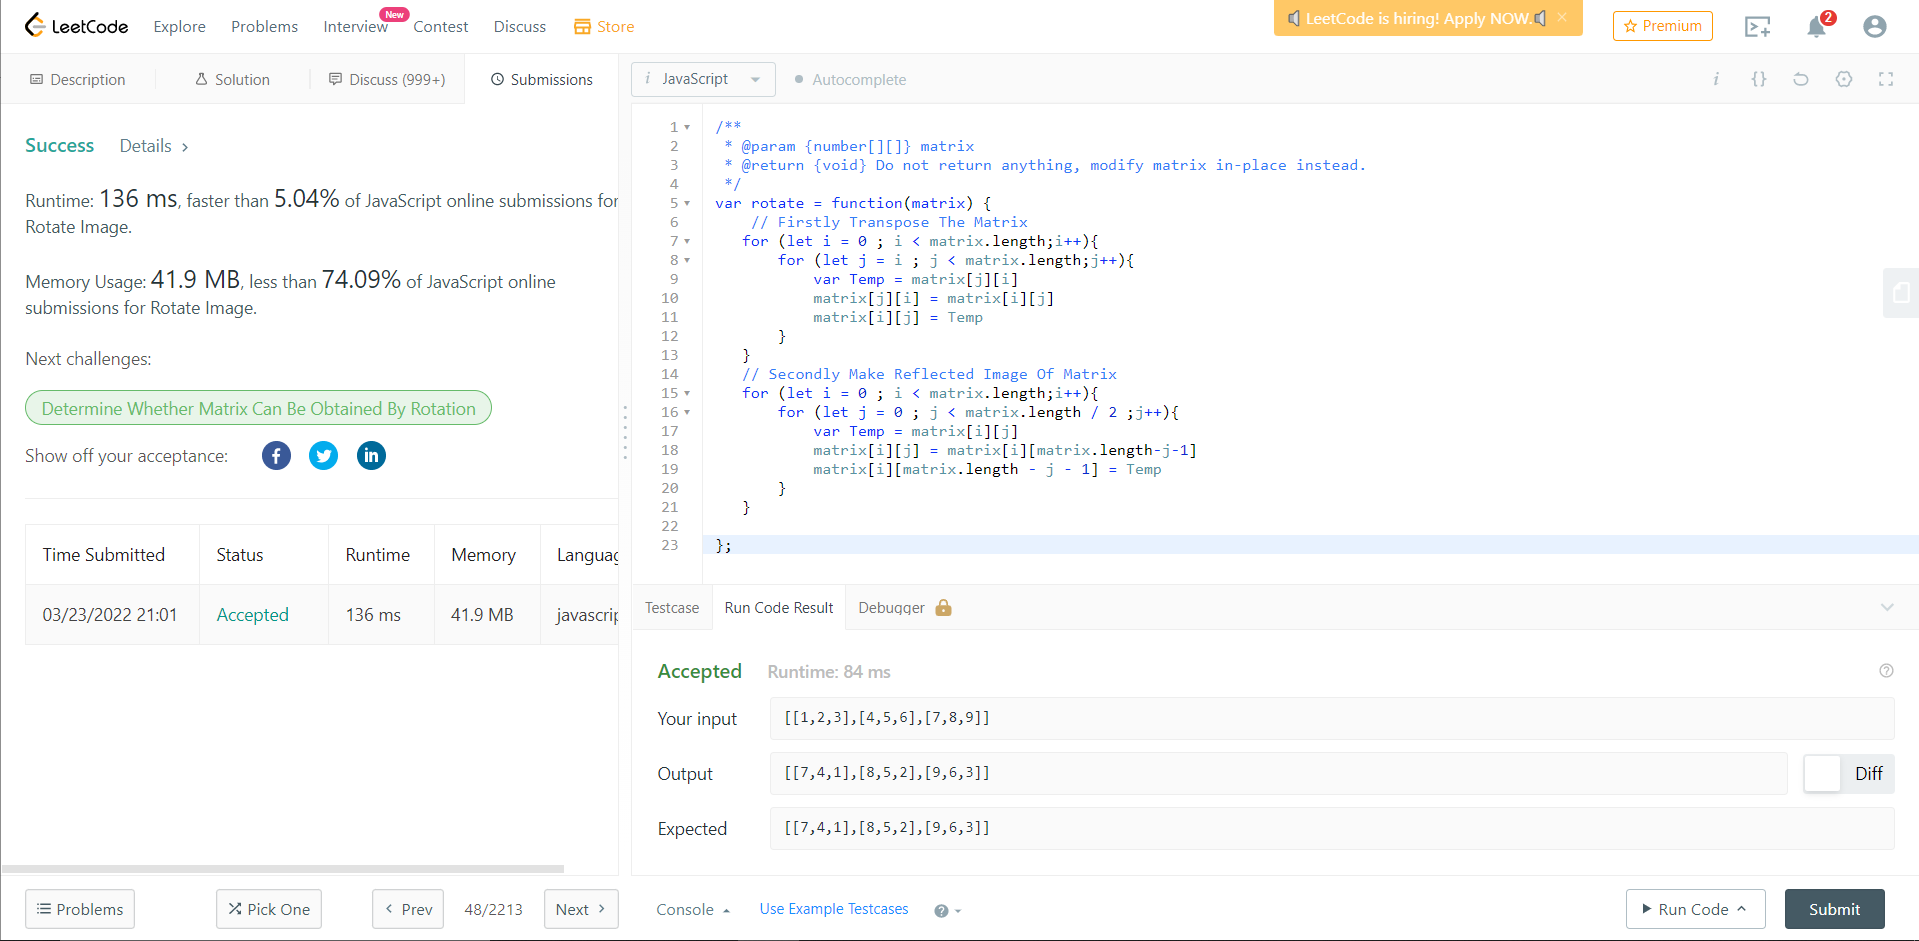 LeetCode Explore Problems Interview New Contest Discuss Store LeetCode is hiring! Apply NOW. × Premium 2
Description Solution Discuss (999+) Submissions
i JavaScript Autocomplete i {}
Success Details >
Runtime: 136 ms, faster than 5.04% of JavaScript online submissions for
Rotate Image.
Memory Usage: 41.9 MB, less than 74.09% of JavaScript online
submissions for Rotate Image.
Next challenges:
Determine Whether Matrix Can Be Obtained By Rotation
Show off your acceptance: f in
Time Submitted Status Runtime Memory Languag
03/23/2022 21:01 Accepted 136 ms 41.9 MB javascrip
1 /**
2 * @param {number[][]} matrix
3 * @return {void} Do not return anything, modify matrix in-place instead.
4 */
5 var rotate = function(matrix) {
6 // Firstly Transpose The Matrix
7 for (let i = 0 ; i < matrix.length;i++){
8 for (let j = i ; j < matrix.length;j++){
9 var Temp = matrix[j][i]
10 matrix[j][i] = matrix[i][j]
11 matrix[i][j] = Temp
12 }
13 }
14 // Secondly Make Reflected Image Of Matrix
15 for (let i = 0 ; i < matrix.length;i++){
16 for (let j = 0 ; j < matrix.length / 2 ;j++){
17 var Temp = matrix[i][j]
18 matrix[i][j] = matrix[i][matrix.length-j-1]
19 matrix[i][matrix.length - j - 1] = Temp
20 }
21 }
22
23 };
Testcase Run Code Result Debugger
Accepted Runtime: 84 ms ?
Your input [[1,2,3],[4,5,6],[7,8,9]]
Output [[7,4,1],[8,5,2],[9,6,3]] Diff
Expected [[7,4,1],[8,5,2],[9,6,3]]
Problems Pick One < Prev 48/2213 Next > Console Use Example Testcases ? Run Code Submit